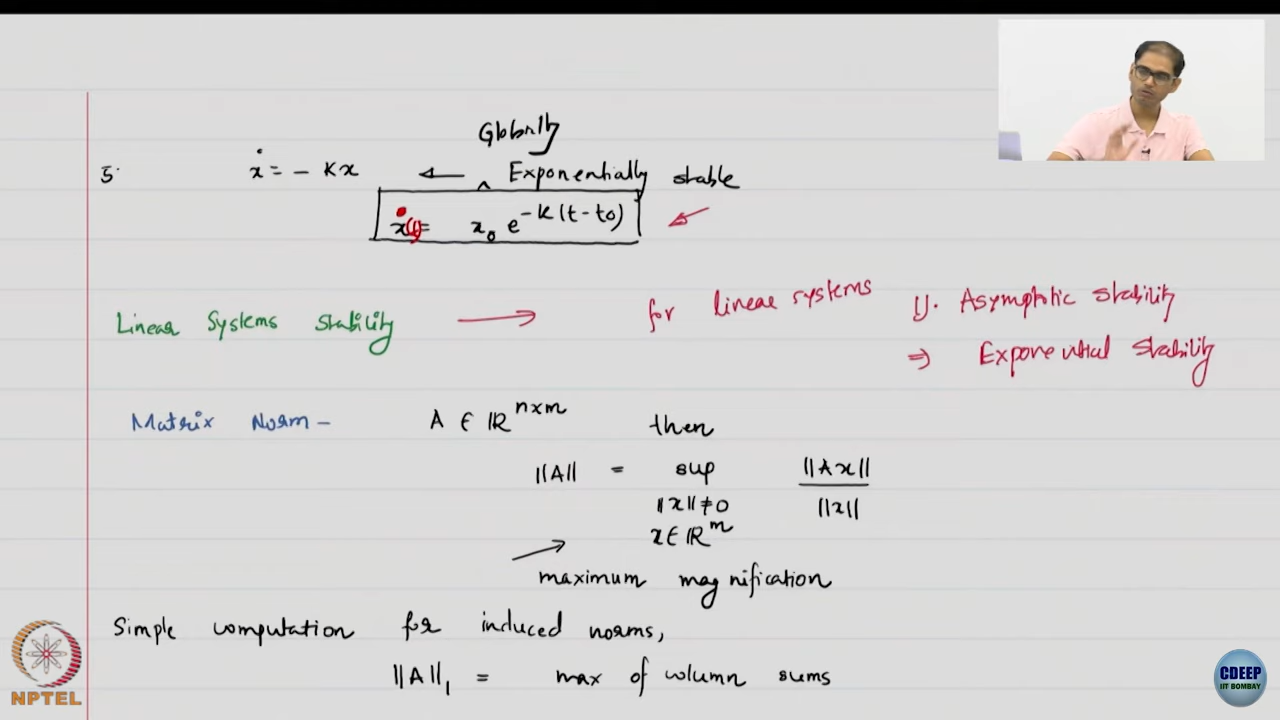 Globally
5. ẋ = - Kx ← Exponentially stable
ẋ(t) = x₀ e^{-K(t-t₀)}
Linear Systems Stability → for linear systems U. Asymptotic stability
⇒ Exponential stability
Matrix Norm – A ∈ ℝ^{n×m} then
||A|| = sup ||Ax|| / ||x||
||x|| ≠ 0
x ∈ ℝ^m
maximum magnification
Simple computation for induced norms,
||A||₁ = max of column sums
NPTEL
CDEEP
IIT BOMBAY